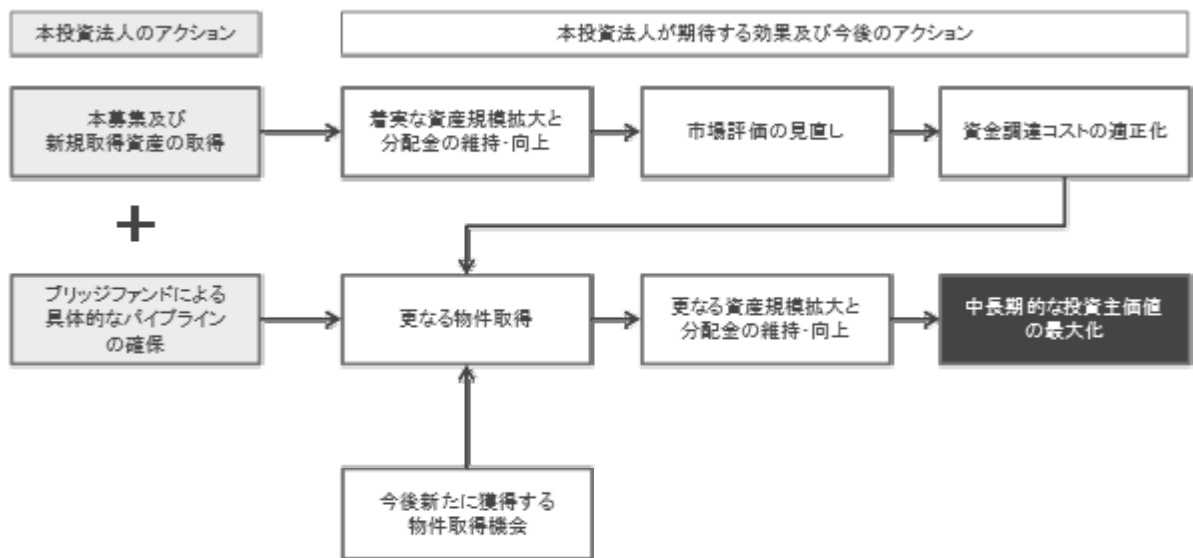 本投資法人のアクション
本投資法人が期待する効果及び今後のアクション
本募集及び
新規取得資産の取得
着実な資産規模拡大と
分配金の維持・向上
市場評価の見直し
資金調達コストの適正化
+
ブリッジファンドによる
具体的なパイプライン
の確保
更なる物件取得
更なる資産規模拡大と
分配金の維持・向上
中長期的な投資主価値
の最大化
今後新たに獲得する
物件取得機会